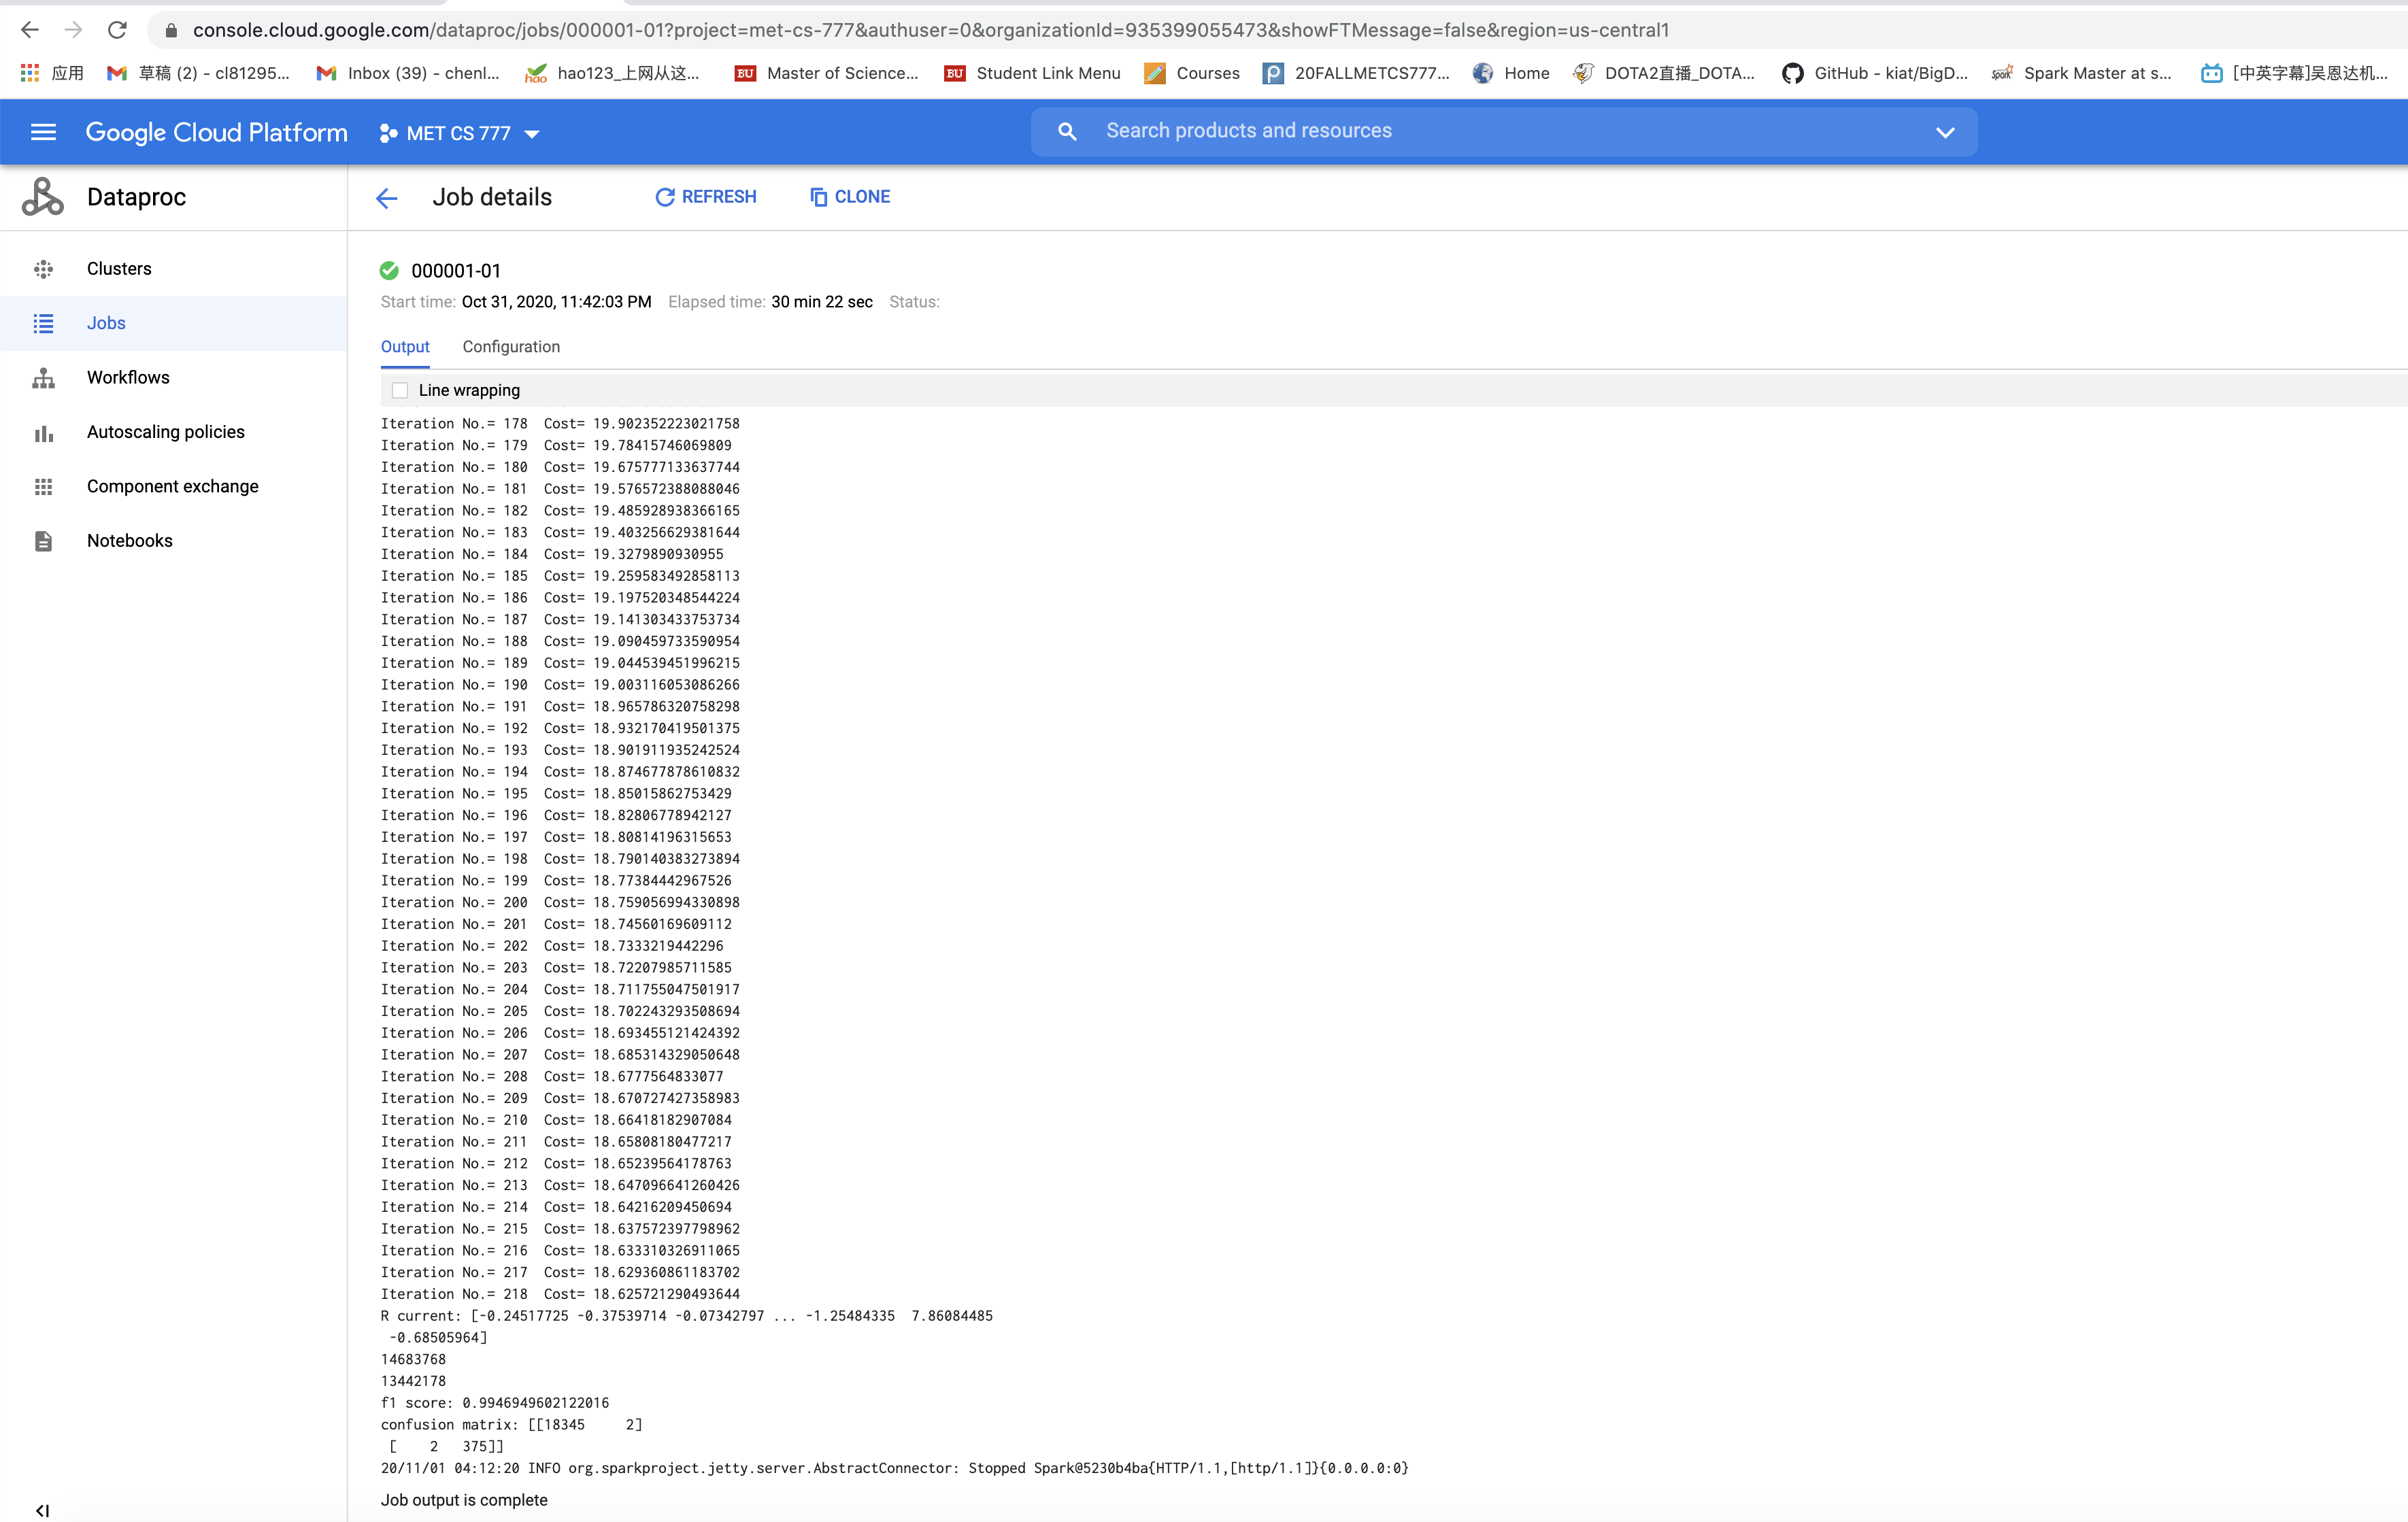 console.cloud.google.com/dataproc/jobs/000001-01?project=met-cs-777&authuser=0&organizationId=935399055473&showFTMessage=false&region=us-central1
应用 草稿 (2) - cl81295... Inbox (39) - chenl... hao hao123_上网从这... BU Master of Science... BU Student Link Menu Courses 20FALLMETCS777... Home DOTA2直播_DOTA... GitHub - kiat/BigD... Spark Spark Master at s... [中英字幕]吴恩达机...
Google Cloud Platform MET CS 777 Search products and resources
Dataproc Job details REFRESH CLONE
Clusters
Jobs
Workflows
Autoscaling policies
Component exchange
Notebooks
000001-01
Start time: Oct 31, 2020, 11:42:03 PM Elapsed time: 30 min 22 sec Status:
Output Configuration
Line wrapping
Iteration No.= 178  Cost= 19.902352223021758
Iteration No.= 179  Cost= 19.78415746069809
Iteration No.= 180  Cost= 19.675777133637744
Iteration No.= 181  Cost= 19.576572388088046
Iteration No.= 182  Cost= 19.485928938366165
Iteration No.= 183  Cost= 19.403256629381644
Iteration No.= 184  Cost= 19.3279890930955
Iteration No.= 185  Cost= 19.259583492858113
Iteration No.= 186  Cost= 19.197520348544224
Iteration No.= 187  Cost= 19.141303433753734
Iteration No.= 188  Cost= 19.090459733590954
Iteration No.= 189  Cost= 19.044539451996215
Iteration No.= 190  Cost= 19.003116053086266
Iteration No.= 191  Cost= 18.965786320758298
Iteration No.= 192  Cost= 18.932170419501375
Iteration No.= 193  Cost= 18.901911935242524
Iteration No.= 194  Cost= 18.874677878610832
Iteration No.= 195  Cost= 18.85015862753429
Iteration No.= 196  Cost= 18.82806778942127
Iteration No.= 197  Cost= 18.80814196315653
Iteration No.= 198  Cost= 18.790140383273894
Iteration No.= 199  Cost= 18.77384442967526
Iteration No.= 200  Cost= 18.759056994330898
Iteration No.= 201  Cost= 18.74560169609112
Iteration No.= 202  Cost= 18.7333219442296
Iteration No.= 203  Cost= 18.72207985711585
Iteration No.= 204  Cost= 18.711755047501917
Iteration No.= 205  Cost= 18.702243293508694
Iteration No.= 206  Cost= 18.693455121424392
Iteration No.= 207  Cost= 18.685314329050648
Iteration No.= 208  Cost= 18.6777564833077
Iteration No.= 209  Cost= 18.670727427358983
Iteration No.= 210  Cost= 18.66418182907084
Iteration No.= 211  Cost= 18.65808180477217
Iteration No.= 212  Cost= 18.65239564178763
Iteration No.= 213  Cost= 18.647096641260426
Iteration No.= 214  Cost= 18.64216209450694
Iteration No.= 215  Cost= 18.637572397798962
Iteration No.= 216  Cost= 18.633310326911065
Iteration No.= 217  Cost= 18.629360861183702
Iteration No.= 218  Cost= 18.625721290493644
R current: [-0.24517725 -0.37539714 -0.07342797 ... -1.25484335  7.86084485
 -0.68505964]
14683768
13442178
f1 score: 0.9946949602122016
confusion matrix: [[18345     2]
 [    2   375]]
20/11/01 04:12:20 INFO org.sparkproject.jetty.server.AbstractConnector: Stopped Spark@5230b4ba{HTTP/1.1,[http/1.1]}{0.0.0.0:0}
Job output is complete